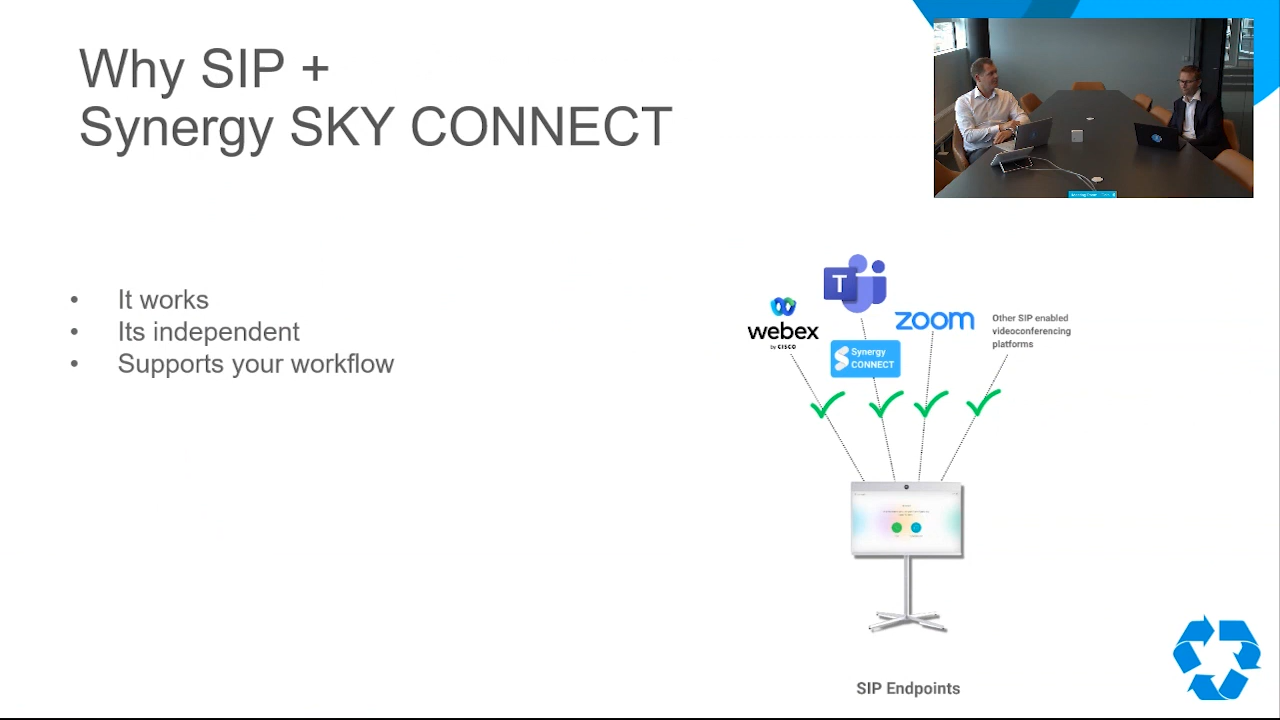 Why SIP +
Synergy SKY CONNECT
• It works
• Its independent
• Supports your workflow
T
webex
by CISCO
zoom
Other SIP enabled
videoconferencing
platforms
Synergy
CONNECT
SIP Endpoints